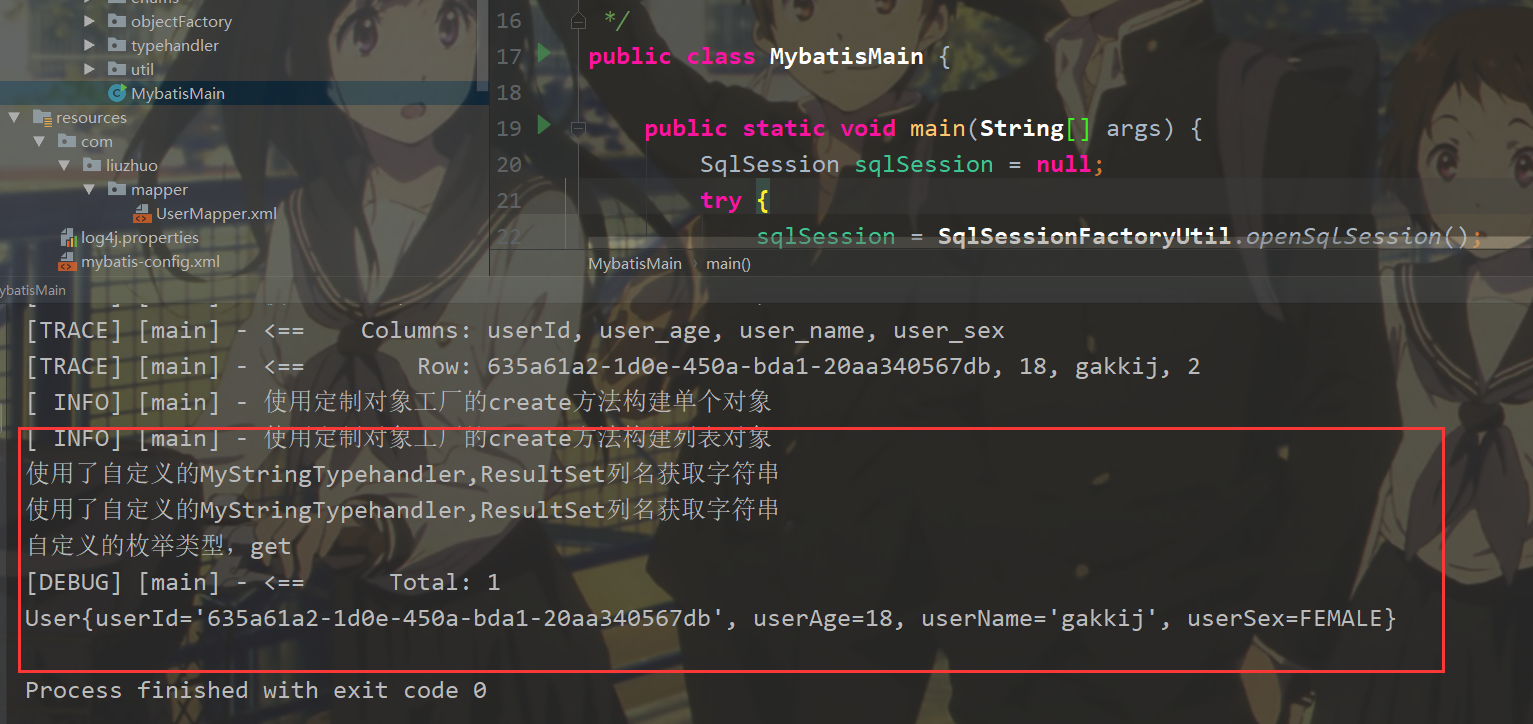 enums
objectFactory
typehandler
util
MybatisMain
resources
com
liuzhuo
mapper
UserMapper.xml
log4j.properties
mybatis-config.xml
16 */
17 public class MybatisMain {
18
19 public static void main(String[] args) {
20 SqlSession sqlSession = null;
21 try {
22 sqlSession = SqlSessionFactoryUtil.openSqlSession();
MybatisMain › main()
ybatisMain
[TRACE] [main] - <==    Columns: userId, user_age, user_name, user_sex
[TRACE] [main] - <==        Row: 635a61a2-1d0e-450a-bda1-20aa340567db, 18, gakkij, 2
[ INFO] [main] - 使用定制对象工厂的create方法构建单个对象
[ INFO] [main] - 使用定制对象工厂的create方法构建列表对象
使用了自定义的MyStringTypehandler,ResultSet列名获取字符串
使用了自定义的MyStringTypehandler,ResultSet列名获取字符串
自定义的枚举类型，get
[DEBUG] [main] - <==      Total: 1
User{userId='635a61a2-1d0e-450a-bda1-20aa340567db', userAge=18, userName='gakkij', userSex=FEMALE}
Process finished with exit code 0